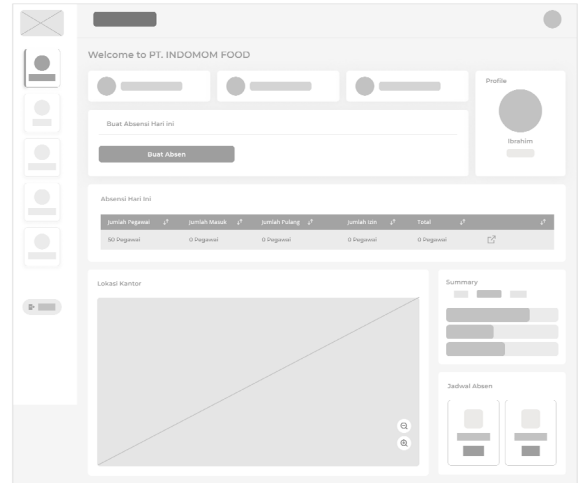 Welcome to PT. INDOMOM FOOD
Profile
Ibrahim
Buat Absensi Hari ini
Buat Absen
Absensi Hari Ini
Jumlah Pegawai Jumlah Masuk Jumlah Pulang Jumlah Izin Total
50 Pegawai 0 Pegawai 0 Pegawai 0 Pegawai 0 Pegawai
Lokasi Kantor
Summary
Jadwal Absen